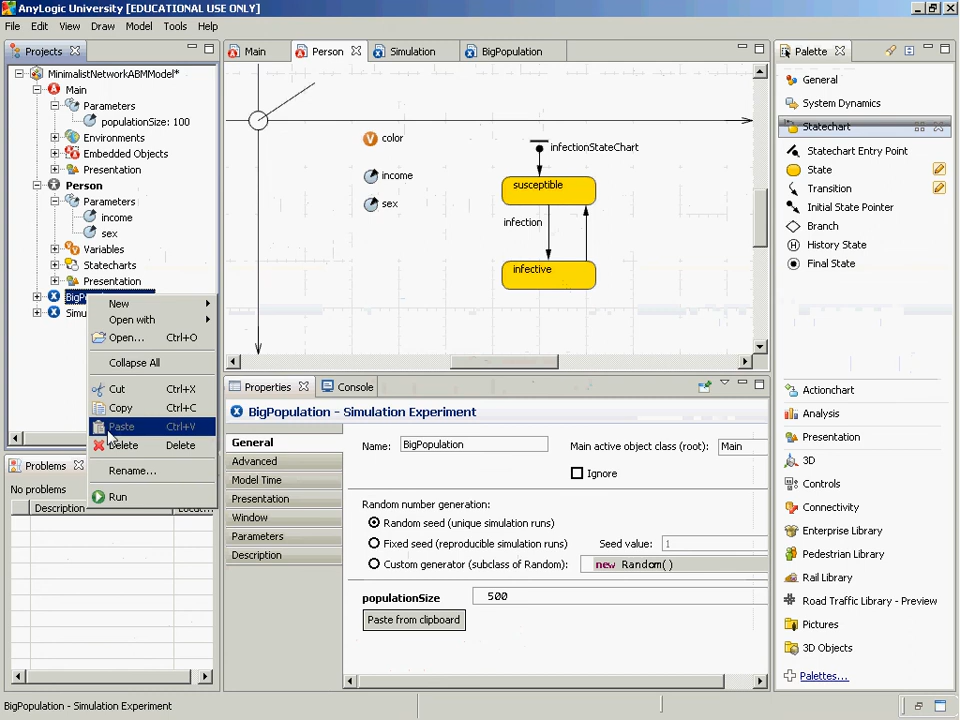 AnyLogic University [EDUCATIONAL USE ONLY]
File Edit View Draw Model Tools Help
Projects
MinimalistNetworkABMModel*
Main
Parameters
populationSize: 100
Environments
Embedded Objects
Presentation
Person
Parameters
income
sex
Variables
Statecharts
Presentation
New
Open with
Open... Ctrl+O
Collapse All
Cut Ctrl+X
Copy Ctrl+C
Paste Ctrl+V
Delete Delete
Rename...
Run
Problems
No problems
Description
Main Person Simulation BigPopulation
color
income
sex
infectionStateChart
susceptible
infection
infective
Properties Console
BigPopulation - Simulation Experiment
General
Advanced
Model Time
Presentation
Window
Parameters
Description
Name: BigPopulation Main active object class (root): Main
Ignore
Random number generation:
Random seed (unique simulation runs)
Fixed seed (reproducible simulation runs) Seed value: 1
Custom generator (subclass of Random): new Random()
populationSize 500
Paste from clipboard
Palette
General
System Dynamics
Statechart
Statechart Entry Point
State
Transition
Initial State Pointer
Branch
History State
Final State
Actionchart
Analysis
Presentation
3D
Controls
Connectivity
Enterprise Library
Pedestrian Library
Rail Library
Road Traffic Library - Preview
Pictures
3D Objects
Palettes...
BigPopulation - Simulation Experiment